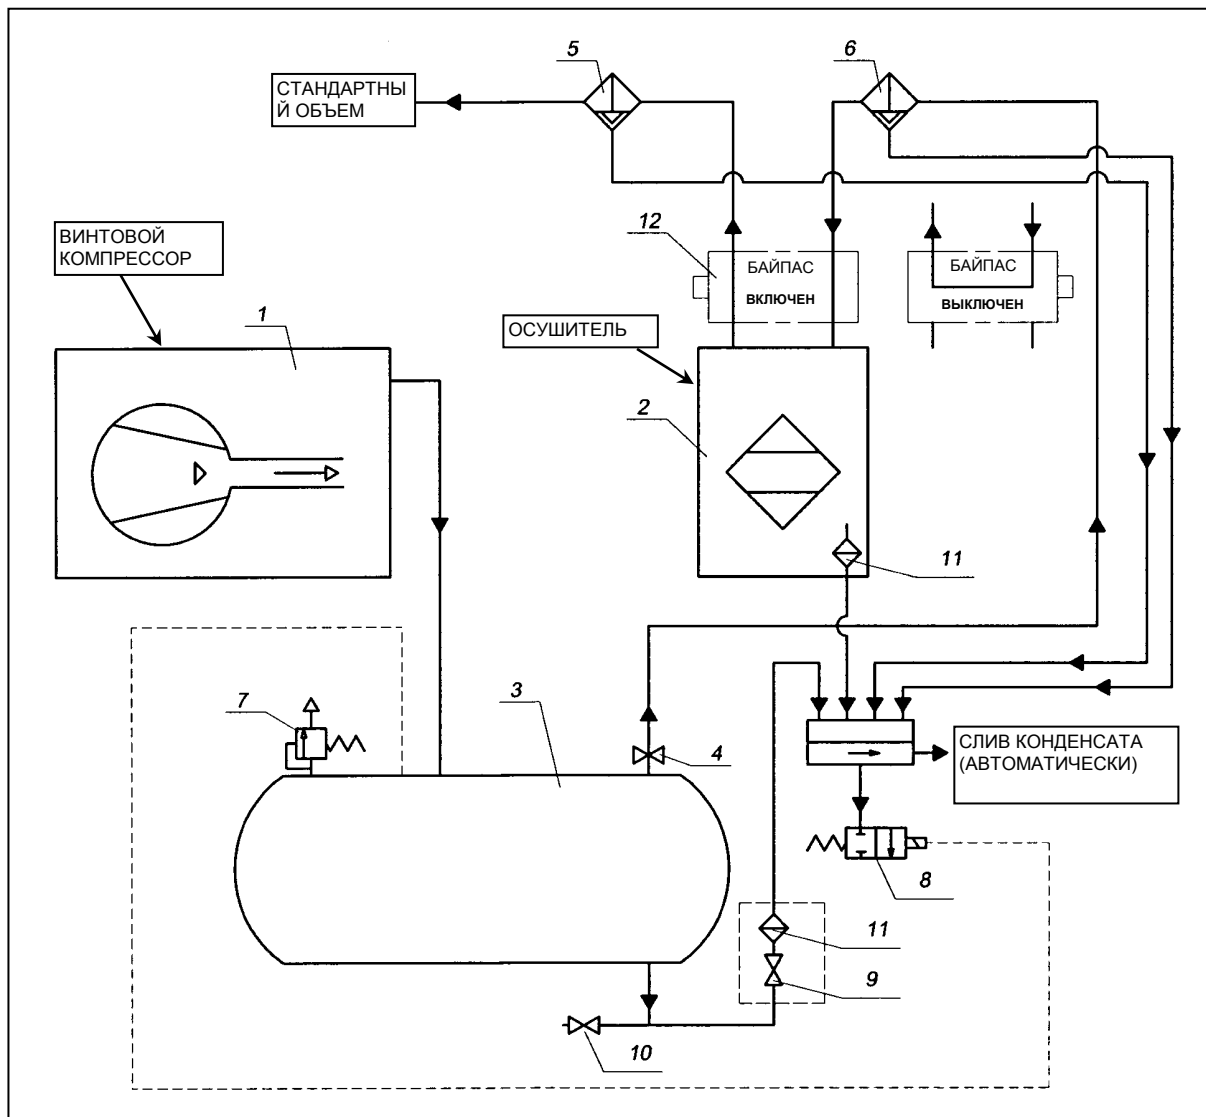 5
6
СТАНДАРТНЫ
Й ОБЪЕМ
12
ВИНТОВОЙ
КОМПРЕССОР
БАЙПАС
ВКЛЮЧЕН
БАЙПАС
ВЫКЛЮЧЕН
1
ОСУШИТЕЛЬ
2
11
7
3
4
СЛИВ КОНДЕНСАТА
(АВТОМАТИЧЕСКИ)
8
11
9
10